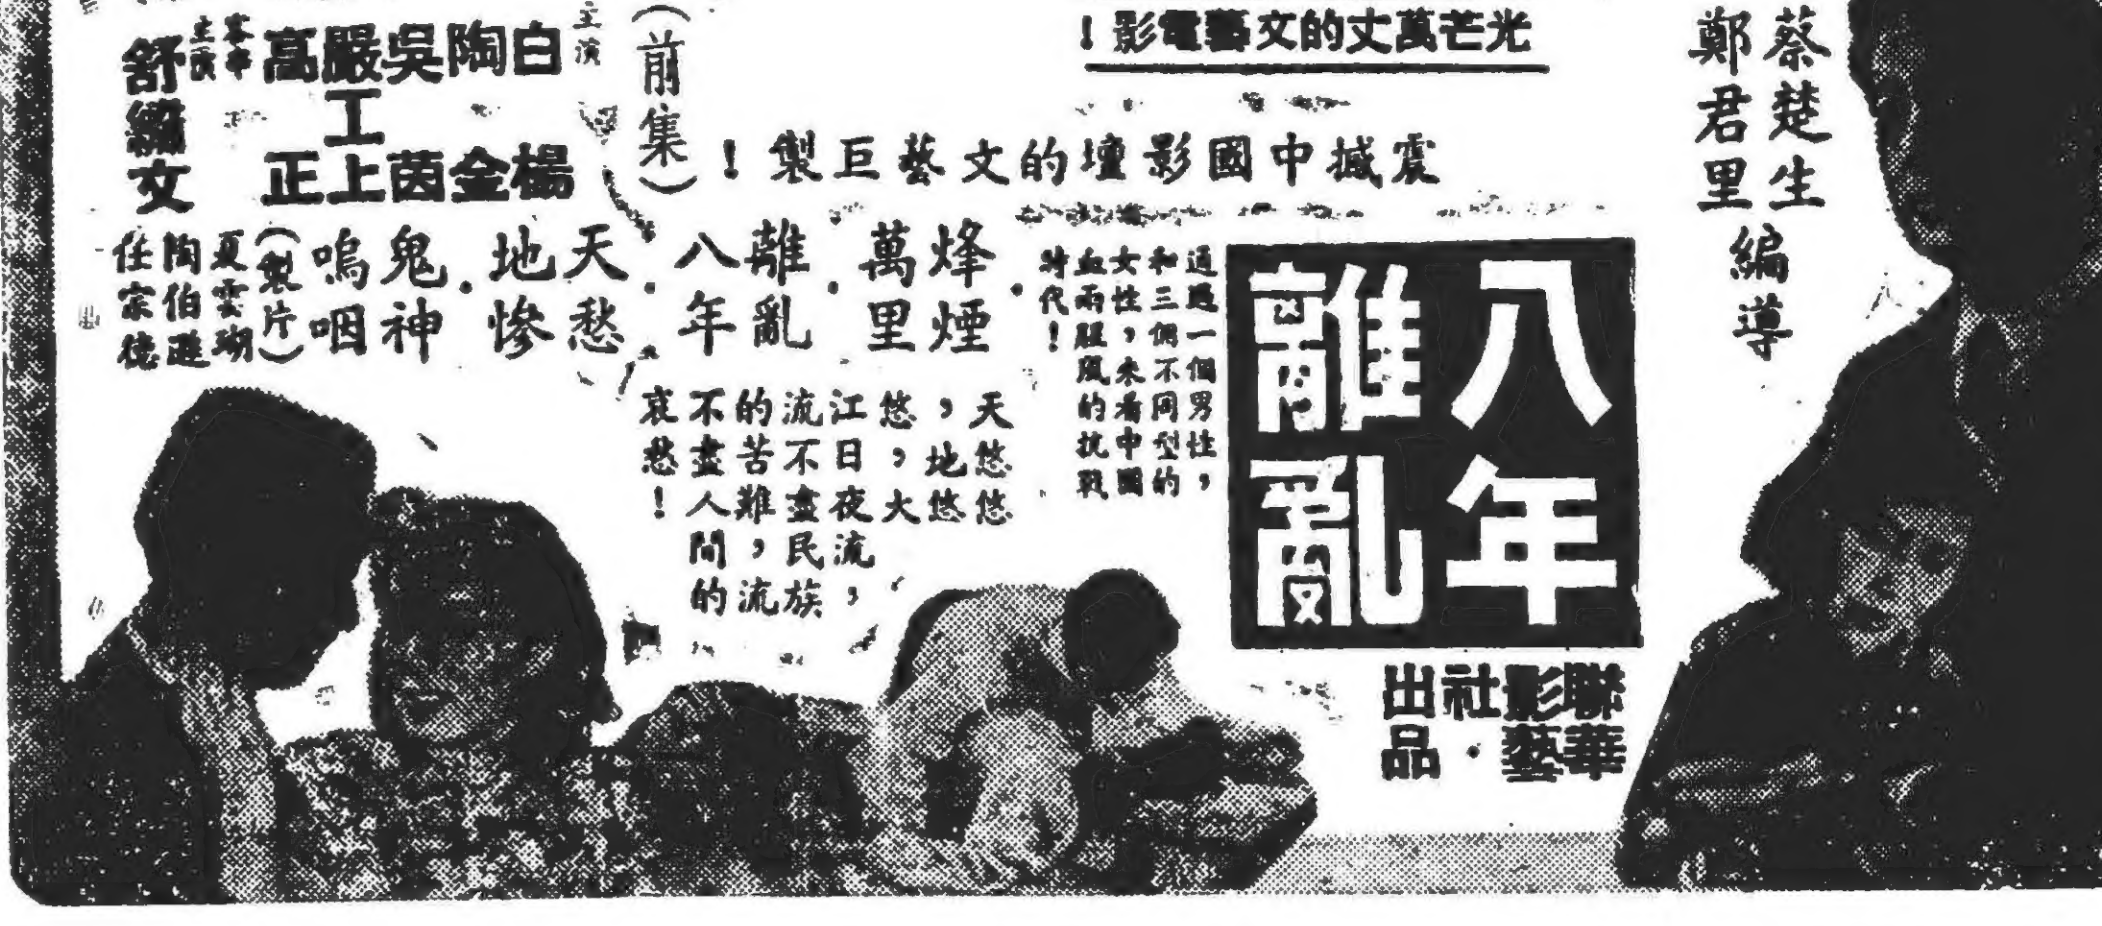 蔡楚生
鄭君里
編導
光芒萬丈的文藝電影！
震撼中國影壇的文藝巨製！
八年
離亂
聯華
影藝
社・
出品
通過一個男性，
和三個不同型的
女性，來看中國
血雨腥風的抗戰
時代！
烽煙
萬里・
離亂
八年・
天愁
地慘・
鬼神
嗚咽
天悠悠
，地悠
悠，大
江日夜流，
流不盡民族
的苦難，流
不盡人間的
哀愁！
（前集）
主演
白
楊
陶金
吳茵
嚴工上
高正
客串
主演
舒繡文
（製片）
夏雲瑚
陶伯遜
任宗德